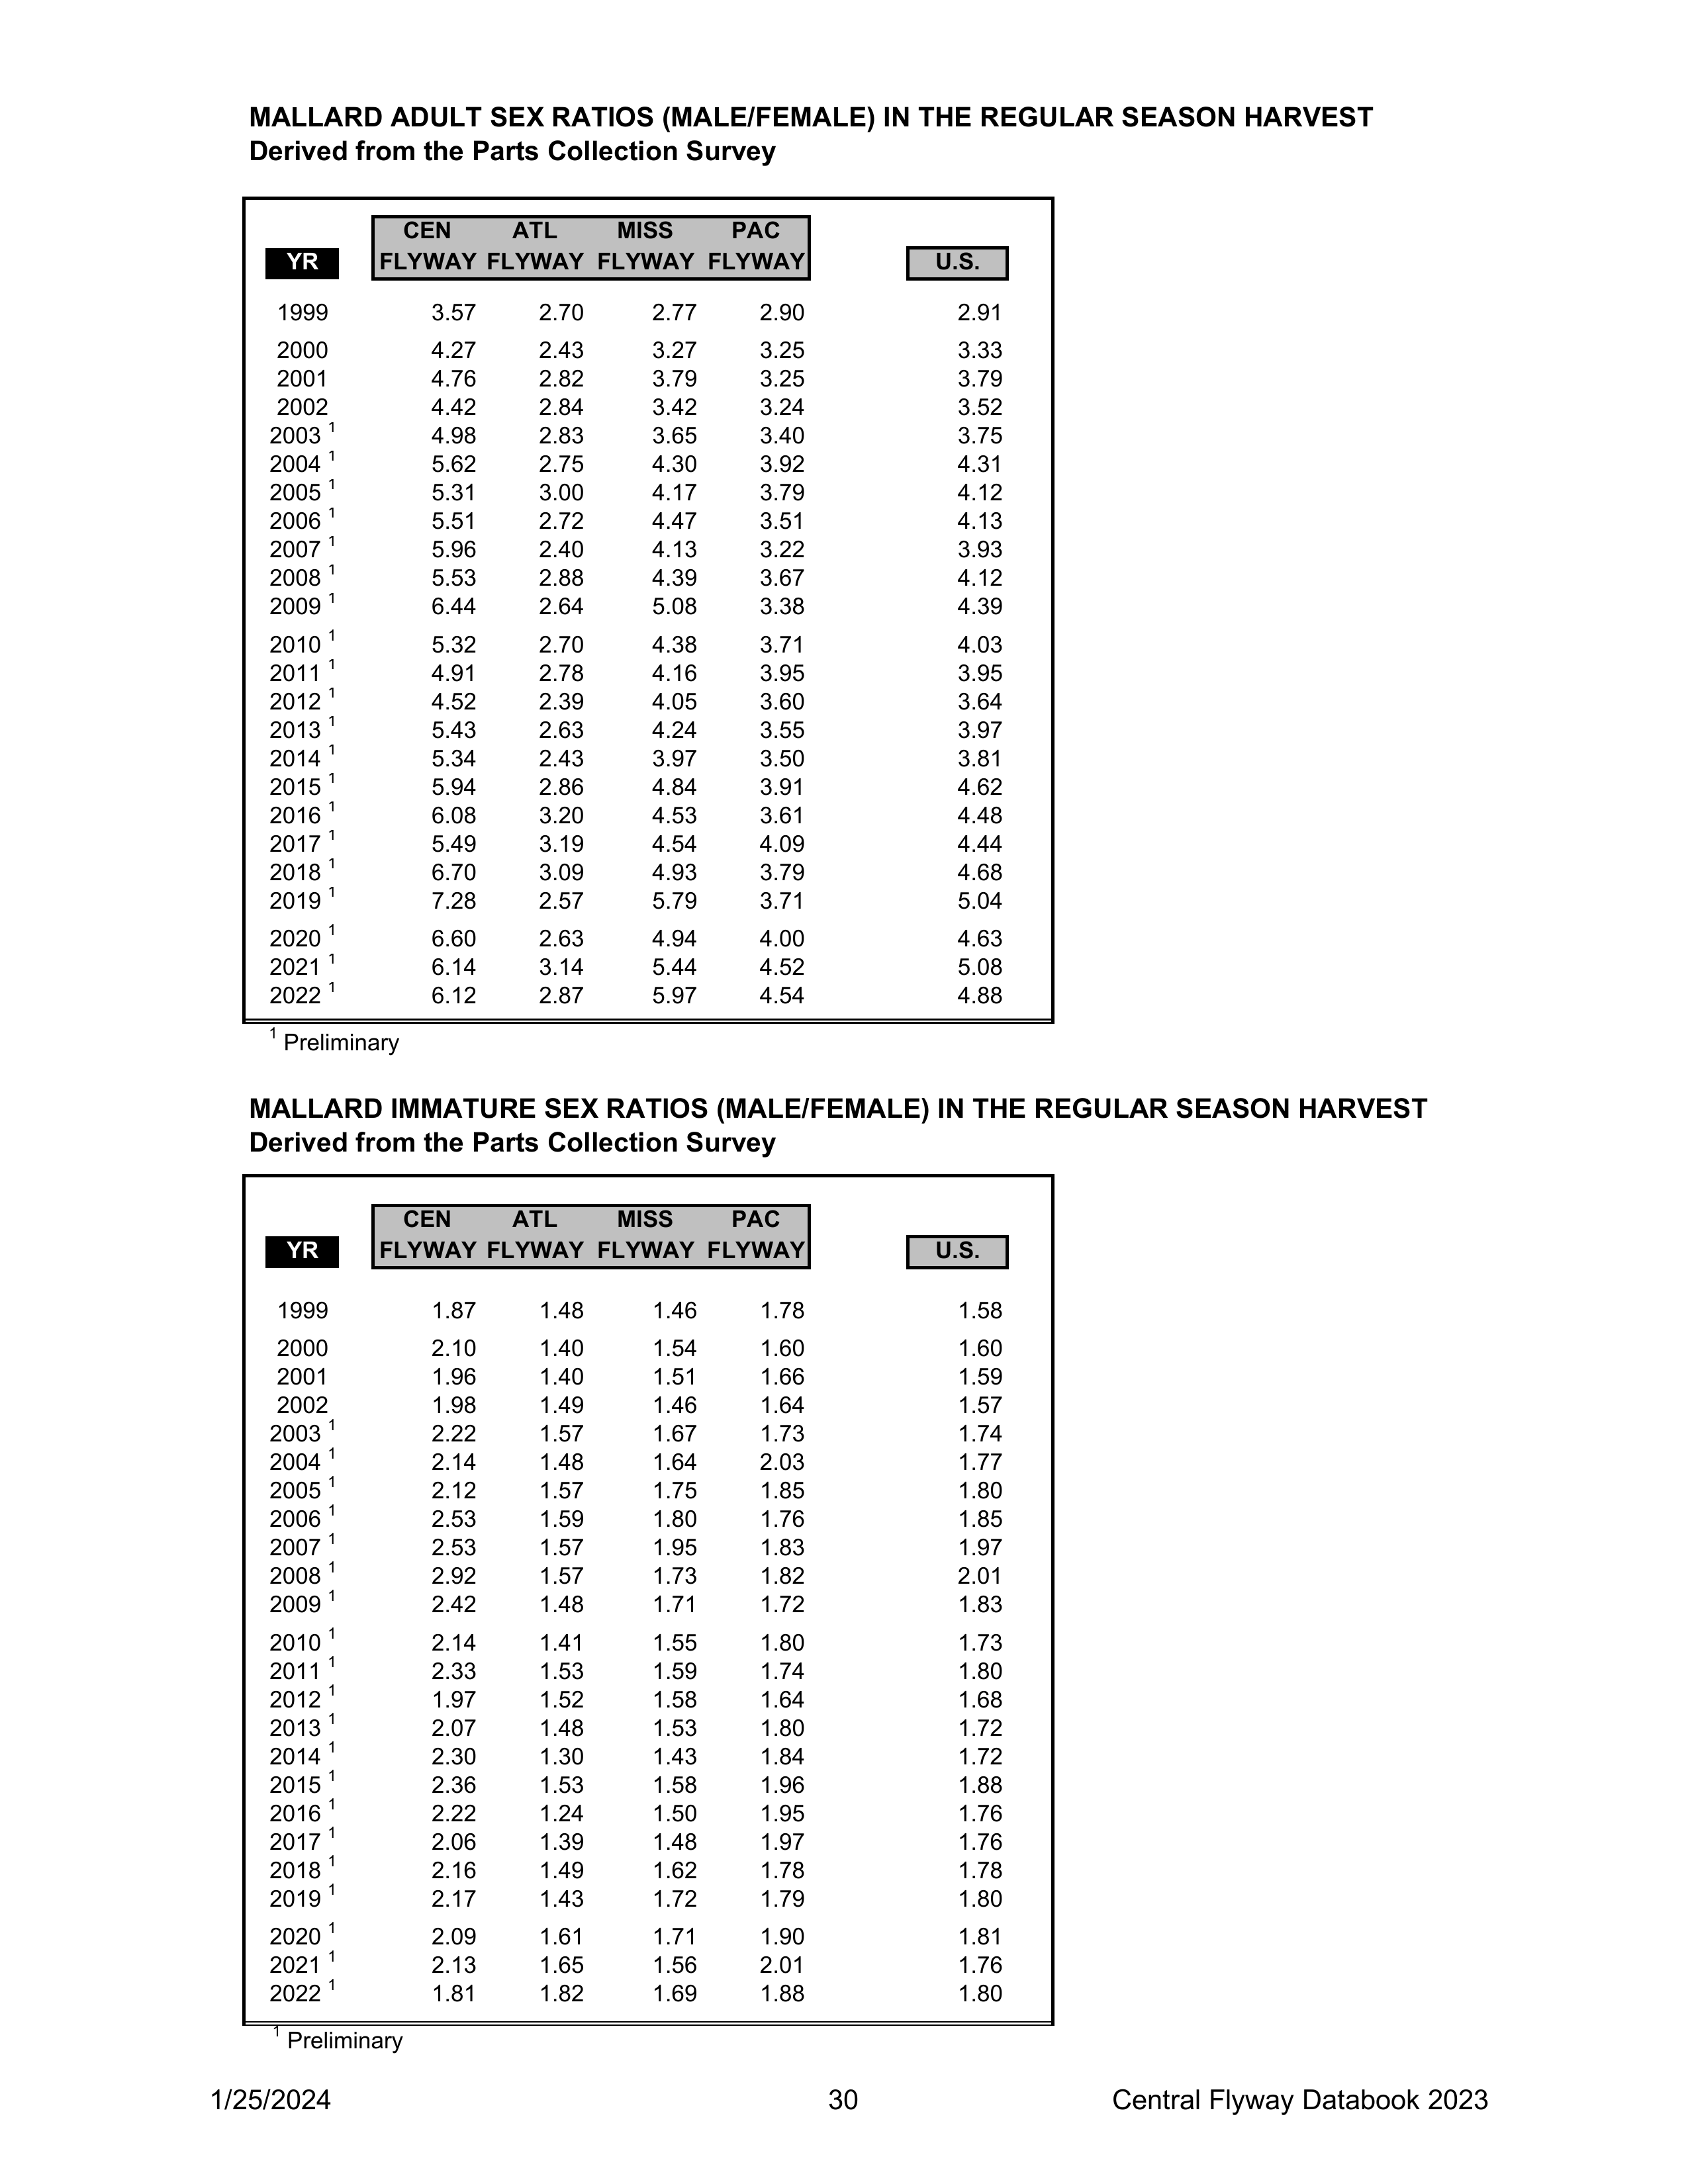 MALLARD ADULT SEX RATIOS (MALE/FEMALE) IN THE REGULAR SEASON HARVEST
Derived from the Parts Collection Survey
CEN ATL MISS PAC
YR FLYWAY FLYWAY FLYWAY FLYWAY U.S.
1999 3.57 2.70 2.77 2.90 2.91
2000 4.27 2.43 3.27 3.25 3.33
2001 4.76 2.82 3.79 3.25 3.79
2002 4.42 2.84 3.42 3.24 3.52
2003 1 4.98 2.83 3.65 3.40 3.75
2004 1 5.62 2.75 4.30 3.92 4.31
2005 1 5.31 3.00 4.17 3.79 4.12
2006 1 5.51 2.72 4.47 3.51 4.13
2007 1 5.96 2.40 4.13 3.22 3.93
2008 1 5.53 2.88 4.39 3.67 4.12
2009 1 6.44 2.64 5.08 3.38 4.39
2010 1 5.32 2.70 4.38 3.71 4.03
2011 1 4.91 2.78 4.16 3.95 3.95
2012 1 4.52 2.39 4.05 3.60 3.64
2013 1 5.43 2.63 4.24 3.55 3.97
2014 1 5.34 2.43 3.97 3.50 3.81
2015 1 5.94 2.86 4.84 3.91 4.62
2016 1 6.08 3.20 4.53 3.61 4.48
2017 1 5.49 3.19 4.54 4.09 4.44
2018 1 6.70 3.09 4.93 3.79 4.68
2019 1 7.28 2.57 5.79 3.71 5.04
2020 1 6.60 2.63 4.94 4.00 4.63
2021 1 6.14 3.14 5.44 4.52 5.08
2022 1 6.12 2.87 5.97 4.54 4.88
1 Preliminary
MALLARD IMMATURE SEX RATIOS (MALE/FEMALE) IN THE REGULAR SEASON HARVEST
Derived from the Parts Collection Survey
CEN ATL MISS PAC
YR FLYWAY FLYWAY FLYWAY FLYWAY U.S.
1999 1.87 1.48 1.46 1.78 1.58
2000 2.10 1.40 1.54 1.60 1.60
2001 1.96 1.40 1.51 1.66 1.59
2002 1.98 1.49 1.46 1.64 1.57
2003 1 2.22 1.57 1.67 1.73 1.74
2004 1 2.14 1.48 1.64 2.03 1.77
2005 1 2.12 1.57 1.75 1.85 1.80
2006 1 2.53 1.59 1.80 1.76 1.85
2007 1 2.53 1.57 1.95 1.83 1.97
2008 1 2.92 1.57 1.73 1.82 2.01
2009 1 2.42 1.48 1.71 1.72 1.83
2010 1 2.14 1.41 1.55 1.80 1.73
2011 1 2.33 1.53 1.59 1.74 1.80
2012 1 1.97 1.52 1.58 1.64 1.68
2013 1 2.07 1.48 1.53 1.80 1.72
2014 1 2.30 1.30 1.43 1.84 1.72
2015 1 2.36 1.53 1.58 1.96 1.88
2016 1 2.22 1.24 1.50 1.95 1.76
2017 1 2.06 1.39 1.48 1.97 1.76
2018 1 2.16 1.49 1.62 1.78 1.78
2019 1 2.17 1.43 1.72 1.79 1.80
2020 1 2.09 1.61 1.71 1.90 1.81
2021 1 2.13 1.65 1.56 2.01 1.76
2022 1 1.81 1.82 1.69 1.88 1.80
1 Preliminary
1/25/2024 30 Central Flyway Databook 2023